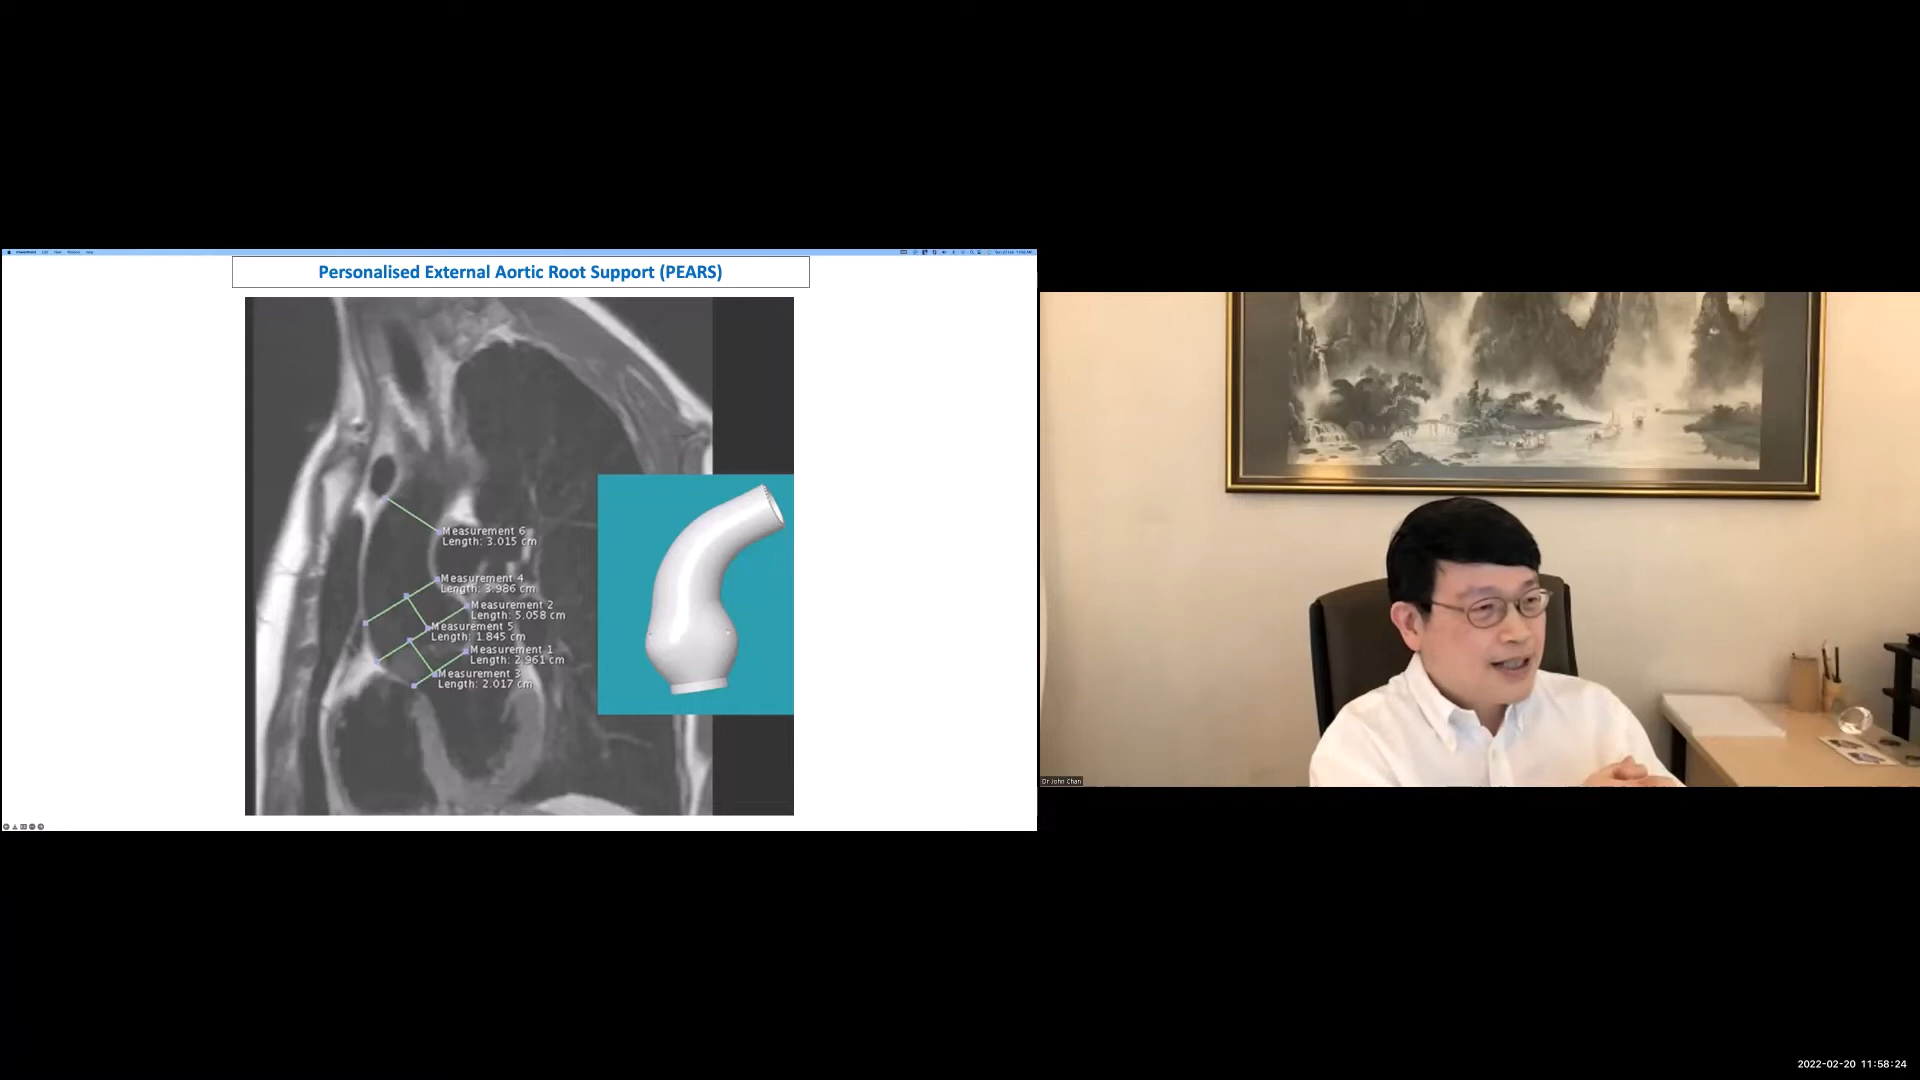 Personalised External Aortic Root Support (PEARS)
Measurement 6
Length: 3.015 cm
Measurement 4
Length: 3.986 cm
Measurement 2
Length: 5.058 cm
Measurement 5
Length: 1.845 cm
Measurement 1
Length: 2.961 cm
Measurement 3
Length: 2.017 cm
Dr John Chan
2022-02-20 11:58:24